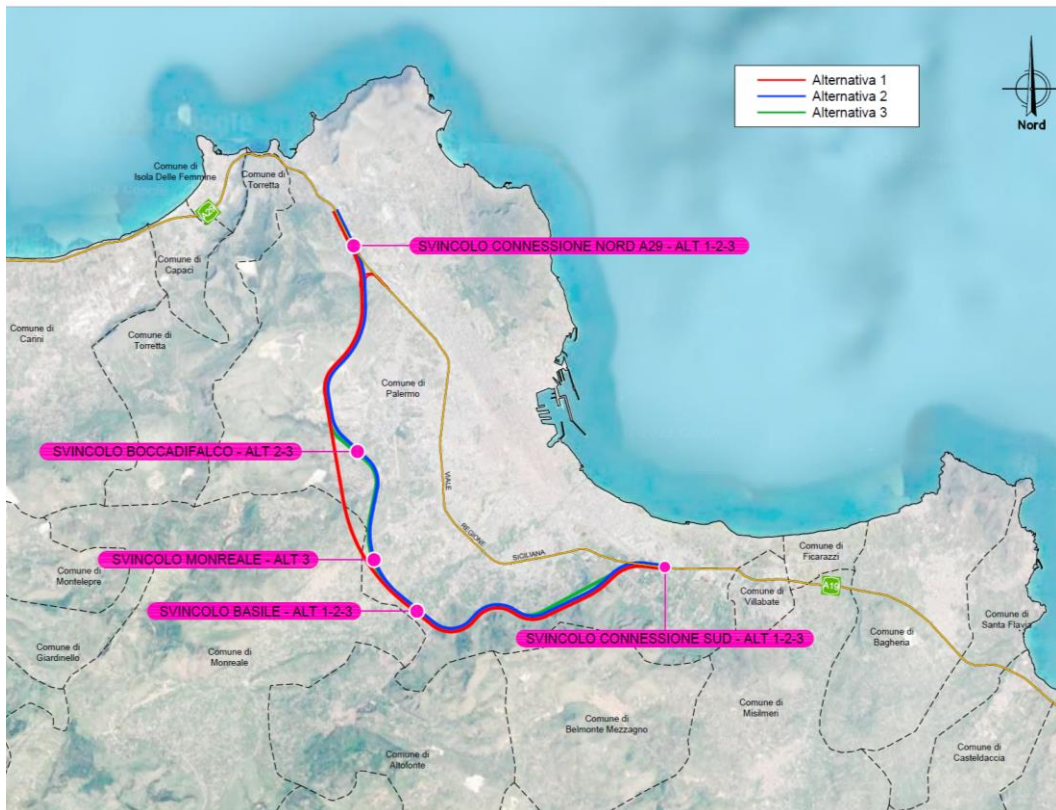 Alternativa 1
Alternativa 2
Alternativa 3
Nord
Google
Comune di
Isola Delle Femmine
Comune di
Torretta
Comune di
Capaci
SVINCOLO CONNESSIONE NORD A29 - ALT 1-2-3
Comune di
Carini
Comune di
Torretta
Comune di
Palermo
SVINCOLO BOCCADIFALCO - ALT 2-3
VIALE
REGIONE
SICILIANA
SVINCOLO MONREALE - ALT 3
Comune di
Montelepre
SVINCOLO BASILE - ALT 1-2-3
SVINCOLO CONNESSIONE SUD - ALT 1-2-3
Comune di
Ficarazzi
A19
Comune di
Villabate
Comune di
Santa Flavia
Comune di
Bagheria
Comune di
Giardinello
Comune di
Monreale
Comune di
Misilmeri
Comune di
Belmonte Mezzagno
Comune di
Altofonte
Comune di
Casteldaccia